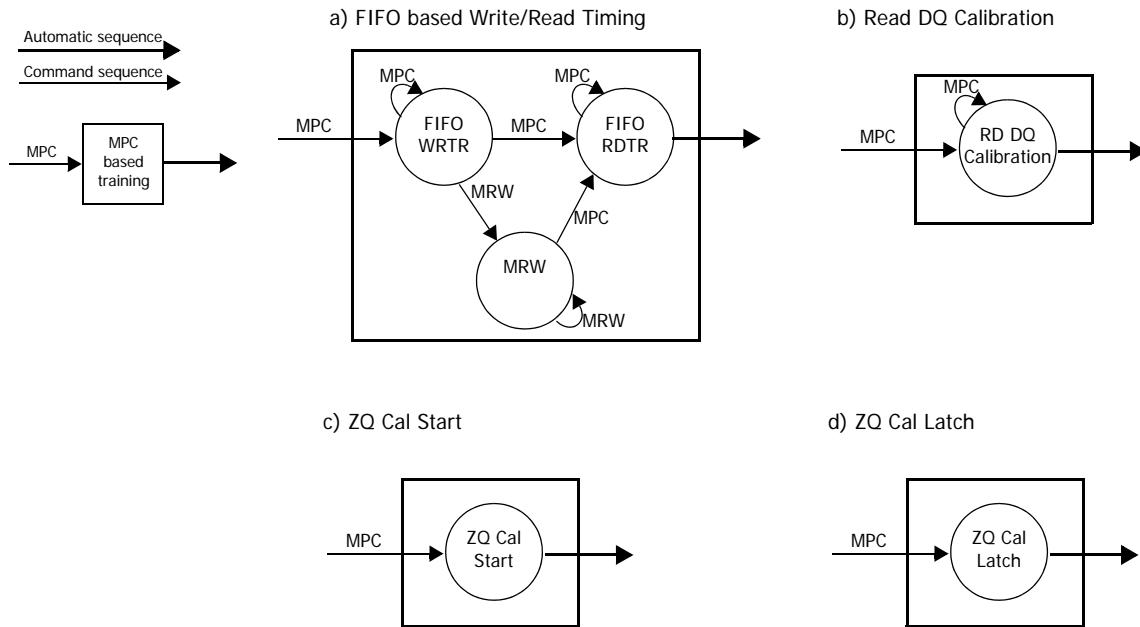 a) FIFO based Write/Read Timing
b) Read DQ Calibration
Automatic sequence
Command sequence
MPC
MPC
based
training
MPC
MPC
FIFO
WRTR
MPC
MPC
FIFO
RDTR
MRW
MPC
MRW
MRW
MPC
MPC
RD DQ
Calibration
c) ZQ Cal Start
d) ZQ Cal Latch
MPC
ZQ Cal
Start
MPC
ZQ Cal
Latch